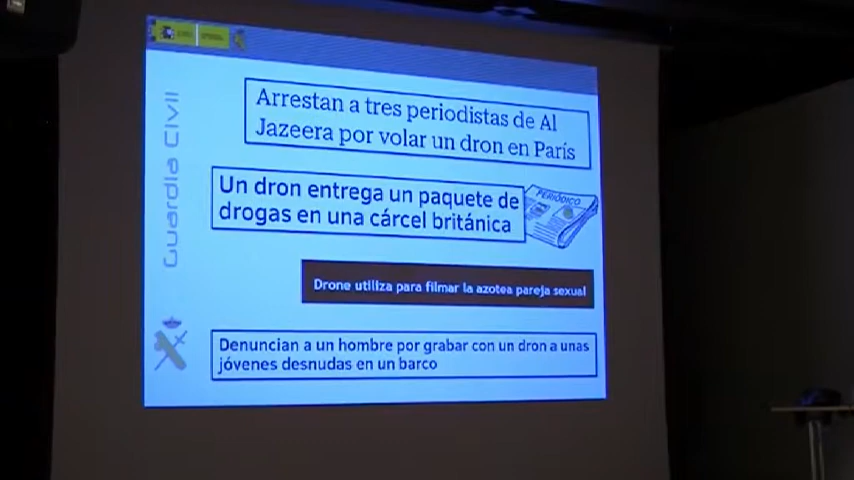 Guardia Civil
Arrestan a tres periodistas de Al
Jazeera por volar un dron en París
Un dron entrega un paquete de
drogas en una cárcel británica
PERIÓDICO
Drone utiliza para filmar la azotea pareja sexual
Denuncian a un hombre por grabar con un dron a unas
jóvenes desnudas en un barco